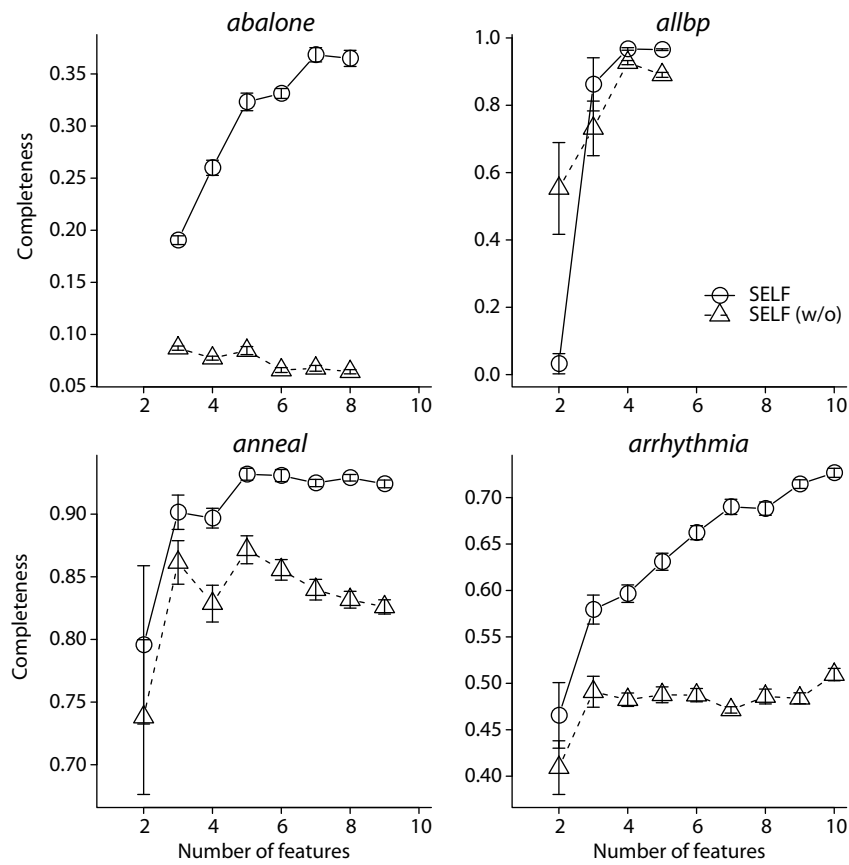 abalone
Completeness
0.35
0.30
0.25
0.20
0.15
0.10
0.05
2 4 6 8 10
allbp
1.0
0.8
0.6
0.4
0.2
0.0
SELF
SELF (w/o)
2 4 6 8 10
anneal
Completeness
0.90
0.85
0.80
0.75
0.70
2 4 6 8 10
Number of features
arrhythmia
0.70
0.65
0.60
0.55
0.50
0.45
0.40
2 4 6 8 10
Number of features